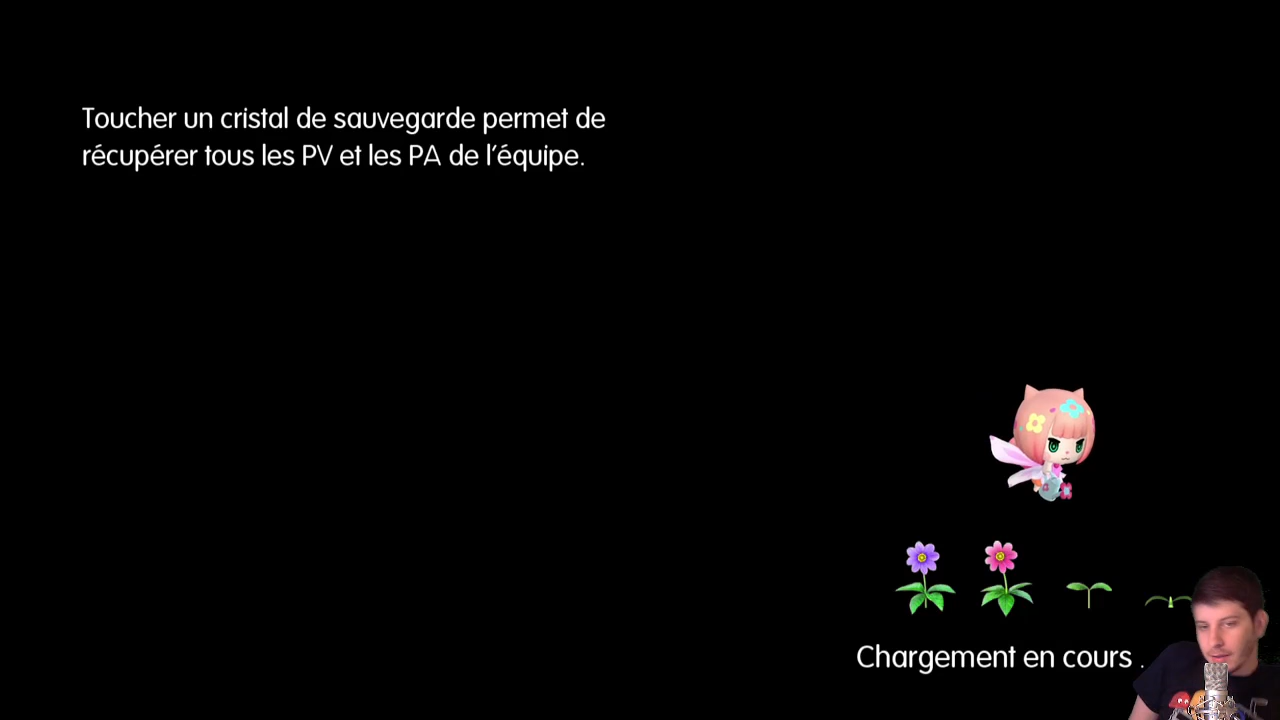 Toucher un cristal de sauvegarde permet de
récupérer tous les PV et les PA de l'équipe.
Chargement en cours .